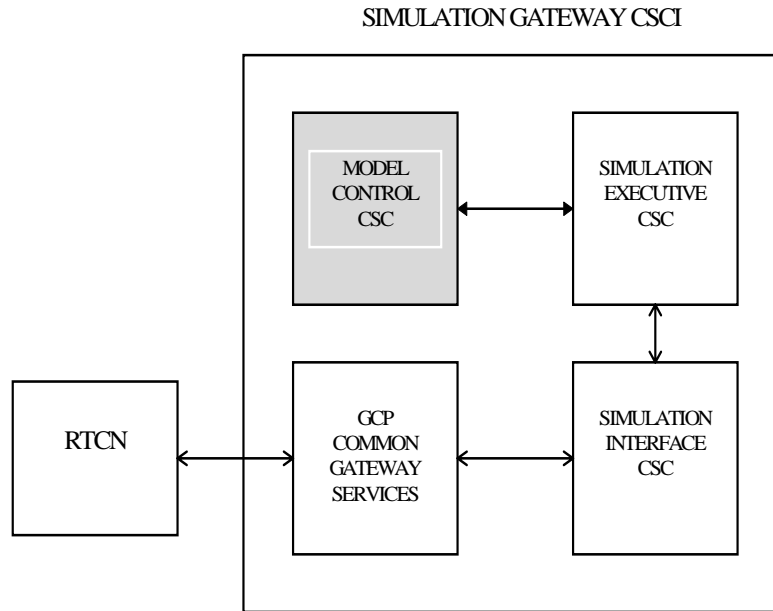 SIMULATION GATEWAY CSCI
MODEL
CONTROL
CSC
SIMULATION
EXECUTIVE
CSC
RTCN
GCP
COMMON
GATEWAY
SERVICES
SIMULATION
INTERFACE
CSC